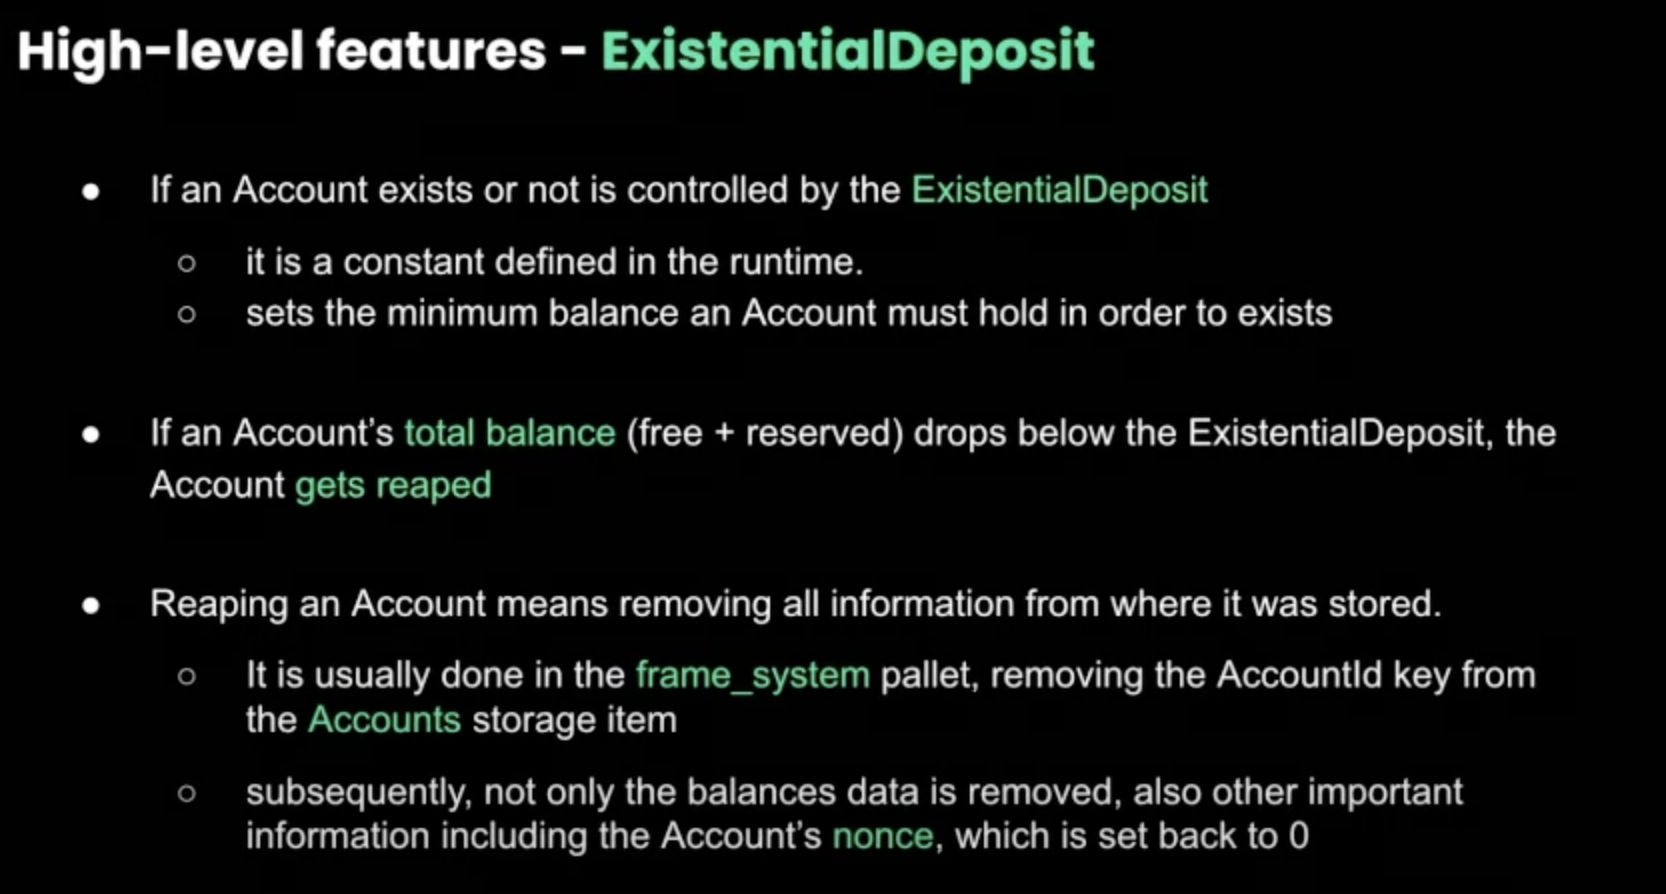 High-level features - ExistentialDeposit
● If an Account exists or not is controlled by the ExistentialDeposit
○ it is a constant defined in the runtime.
○ sets the minimum balance an Account must hold in order to exists
● If an Account's total balance (free + reserved) drops below the ExistentialDeposit, the
Account gets reaped
● Reaping an Account means removing all information from where it was stored.
○ It is usually done in the frame_system pallet, removing the AccountId key from
the Accounts storage item
○ subsequently, not only the balances data is removed, also other important
information including the Account's nonce, which is set back to 0